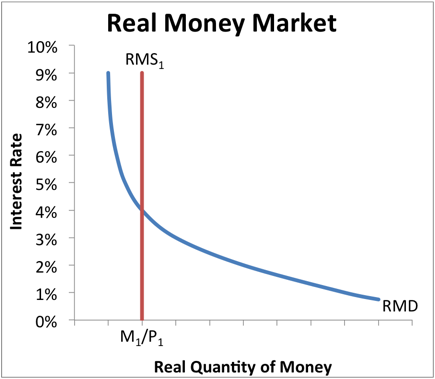 Real Money Market
10%
9%
8%
7%
6%
5%
4%
3%
2%
1%
0%
Interest Rate
RMS₁
RMD
M₁/P₁
Real Quantity of Money